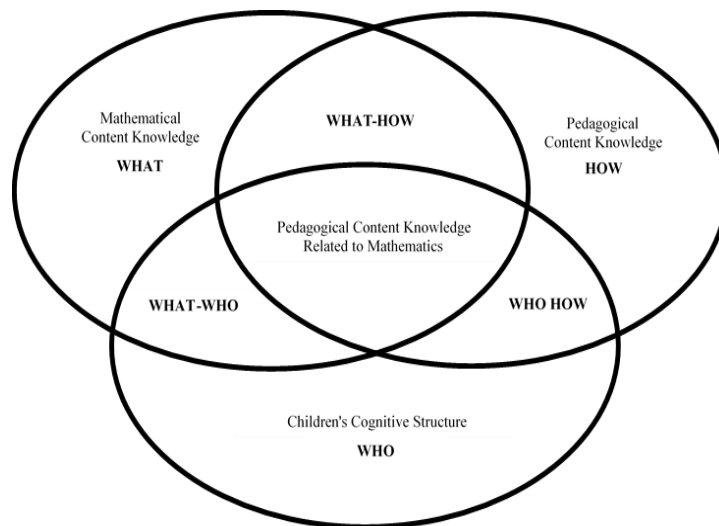 Mathematical
Content Knowledge
WHAT
WHAT-HOW
Pedagogical
Content Knowledge
HOW
Pedagogical Content Knowledge
Related to Mathematics
WHAT-WHO
WHO HOW
Children's Cognitive Structure
WHO